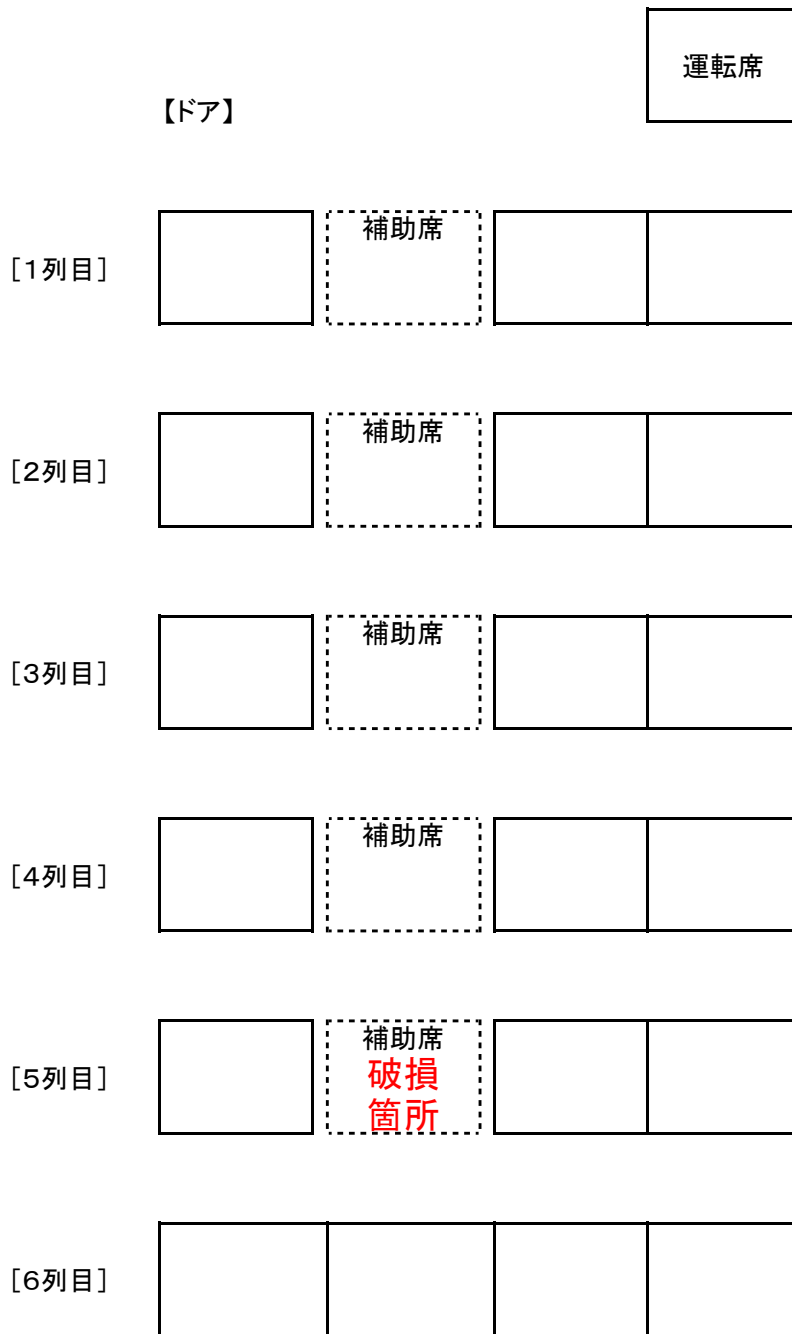 運転席
【ドア】
[1列目]
補助席
[2列目]
補助席
[3列目]
補助席
[4列目]
補助席
[5列目]
補助席
破損
箇所
[6列目]